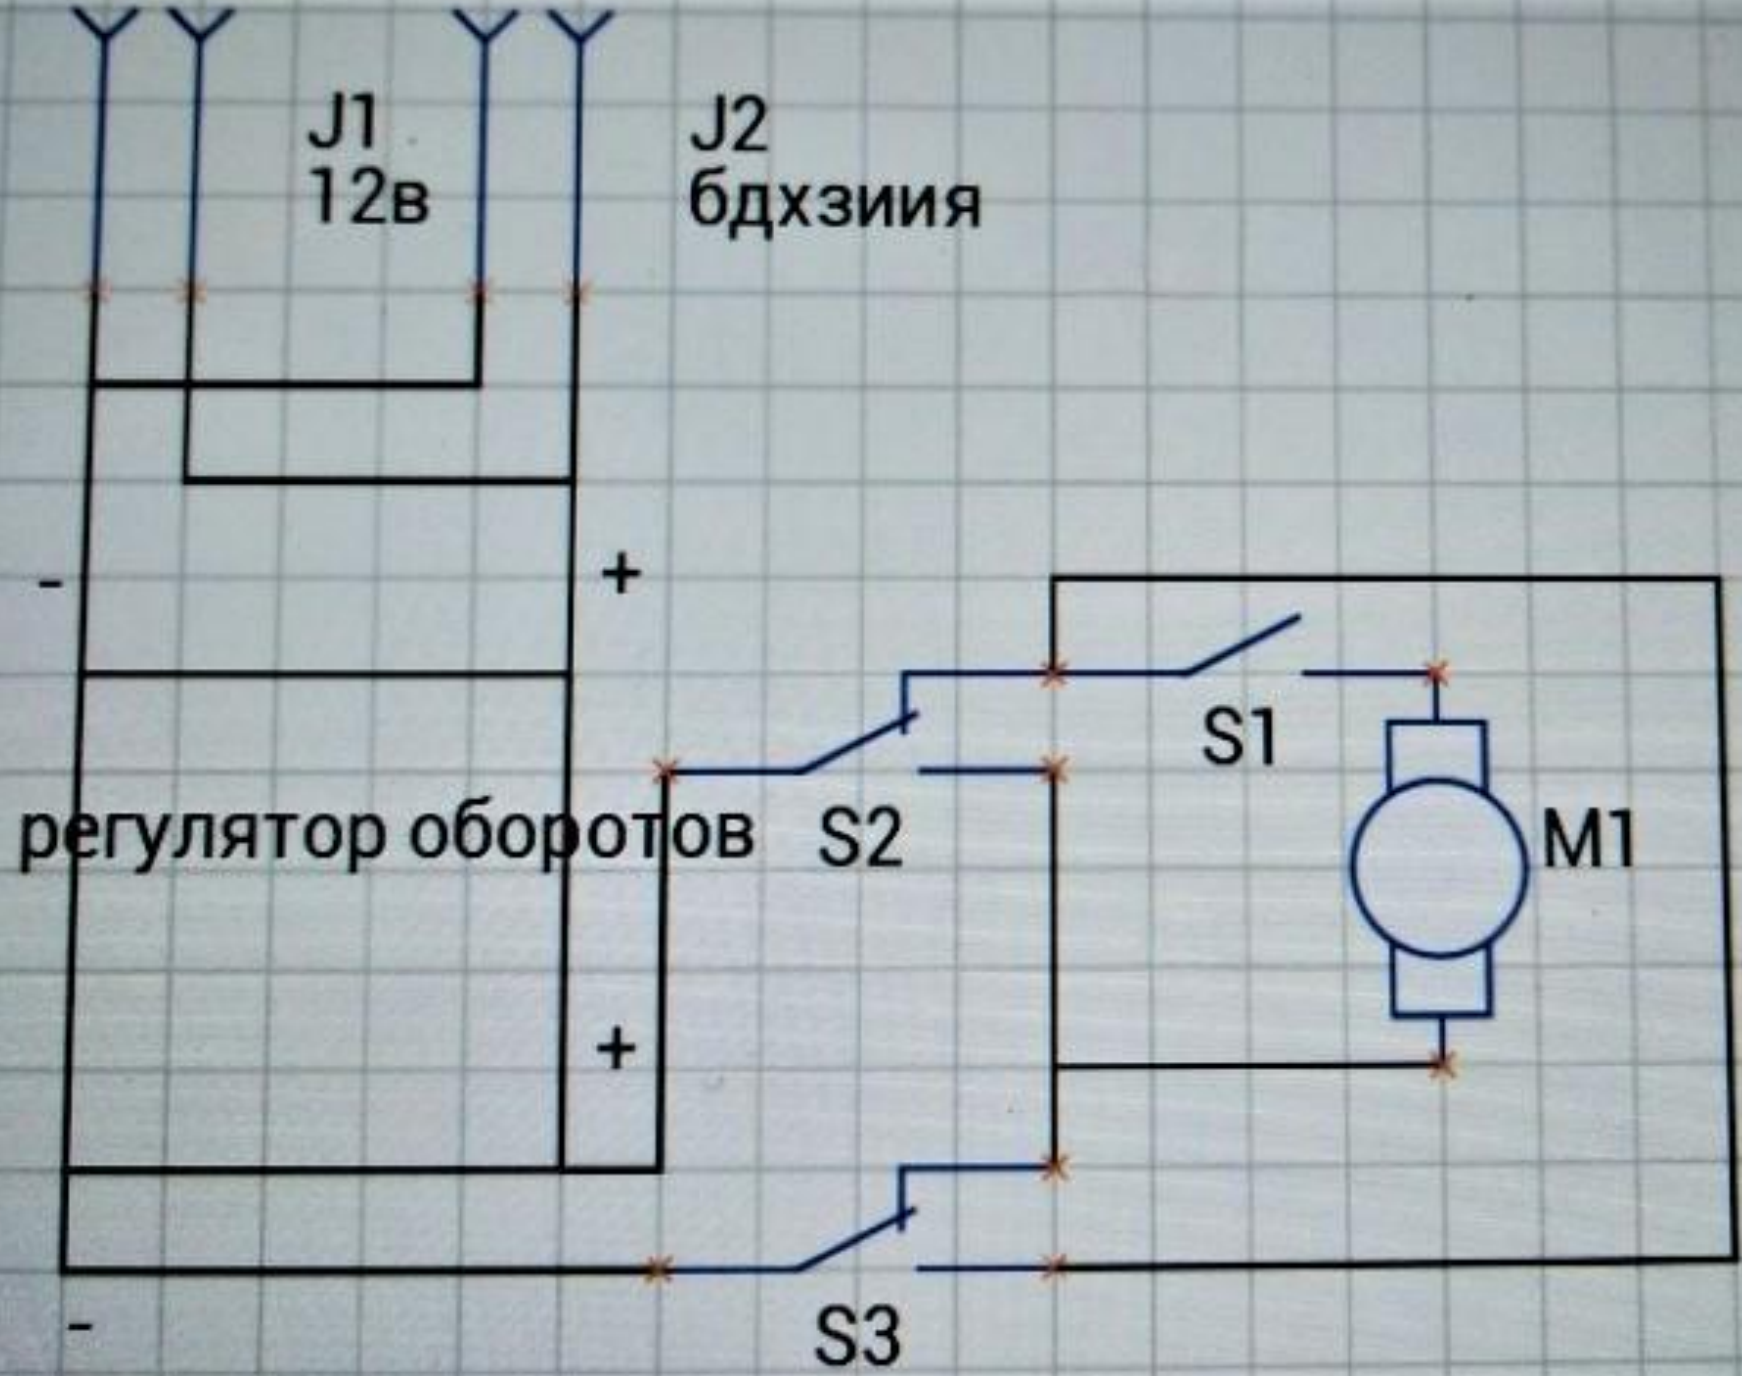 J1
12в
J2
бдхзиия
-
+
S1
регулятор оборотов
S2
M1
+
S3
-